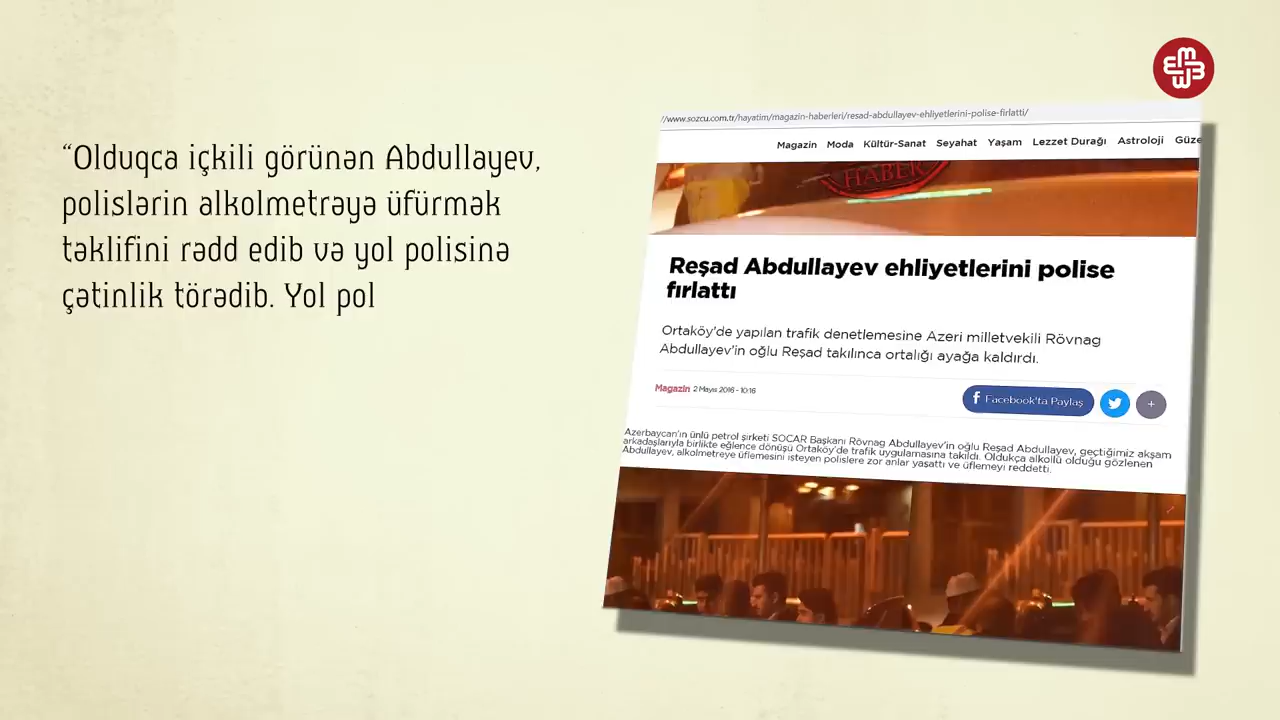 “Olduqca içkili görünən Abdullayev,
polislərin alkolmetrəyə üfürmək
təklifini rədd edib və yol polisinə
çətinlik törədib. Yol pol
//www.sozcu.com.tr/hayatim/magazin-haberleri/resad-abdullayev-ehliyetlerini-polise-firlatti/
Magazin Moda Kültür-Sanat Seyahat Yaşam Lezzet Durağı Astroloji Güze
HABER
Reşad Abdullayev ehliyetlerini polise
fırlattı
Ortaköy’de yapılan trafik denetlemesine Azeri milletvekili Rövnag
Abdullayev’in oğlu Reşad takılınca ortalığı ayağa kaldırdı.
Magazin 2 Mayıs 2016 - 10:16
Facebook'ta Paylaş
Azerbaycan’ın ünlü petrol şirketi SOCAR Başkanı Rövnag Abdullayev’in oğlu Reşad Abdullayev, geçtiğimiz akşam
arkadaşlarıyla birlikte eğlence dönüşü Ortaköy’de trafik uygulamasına takıldı. Oldukça alkollü olduğu gözlenen
Abdullayev, alkolmetreye üflemesini isteyen polislere zor anlar yaşattı ve üflemeyi reddetti.